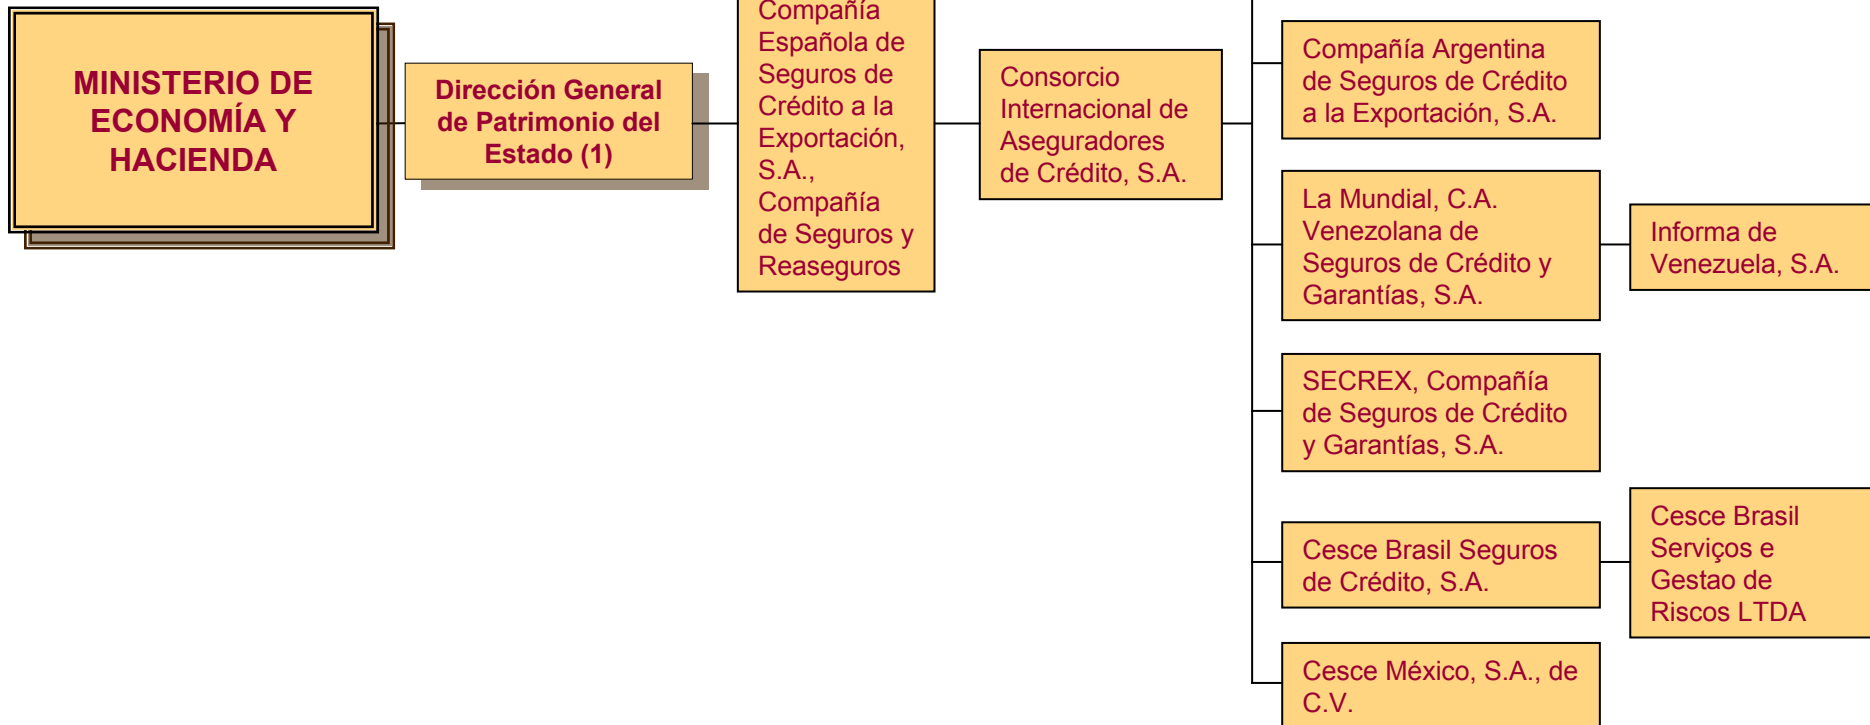 MINISTERIO DE
ECONOMÍA Y
HACIENDA
Dirección General
de Patrimonio del
Estado (1)
Compañía
Española de
Seguros de
Crédito a la
Exportación,
S.A.,
Compañía
de Seguros y
Reaseguros
Consorcio
Internacional de
Aseguradores
de Crédito, S.A.
Compañía Argentina
de Seguros de Crédito
a la Exportación, S.A.
La Mundial, C.A.
Venezolana de
Seguros de Crédito y
Garantías, S.A.
Informa de
Venezuela, S.A.
SECREX, Compañía
de Seguros de Crédito
y Garantías, S.A.
Cesce Brasil Seguros
de Crédito, S.A.
Cesce Brasil
Serviços e
Gestao de
Riscos LTDA
Cesce México, S.A., de
C.V.